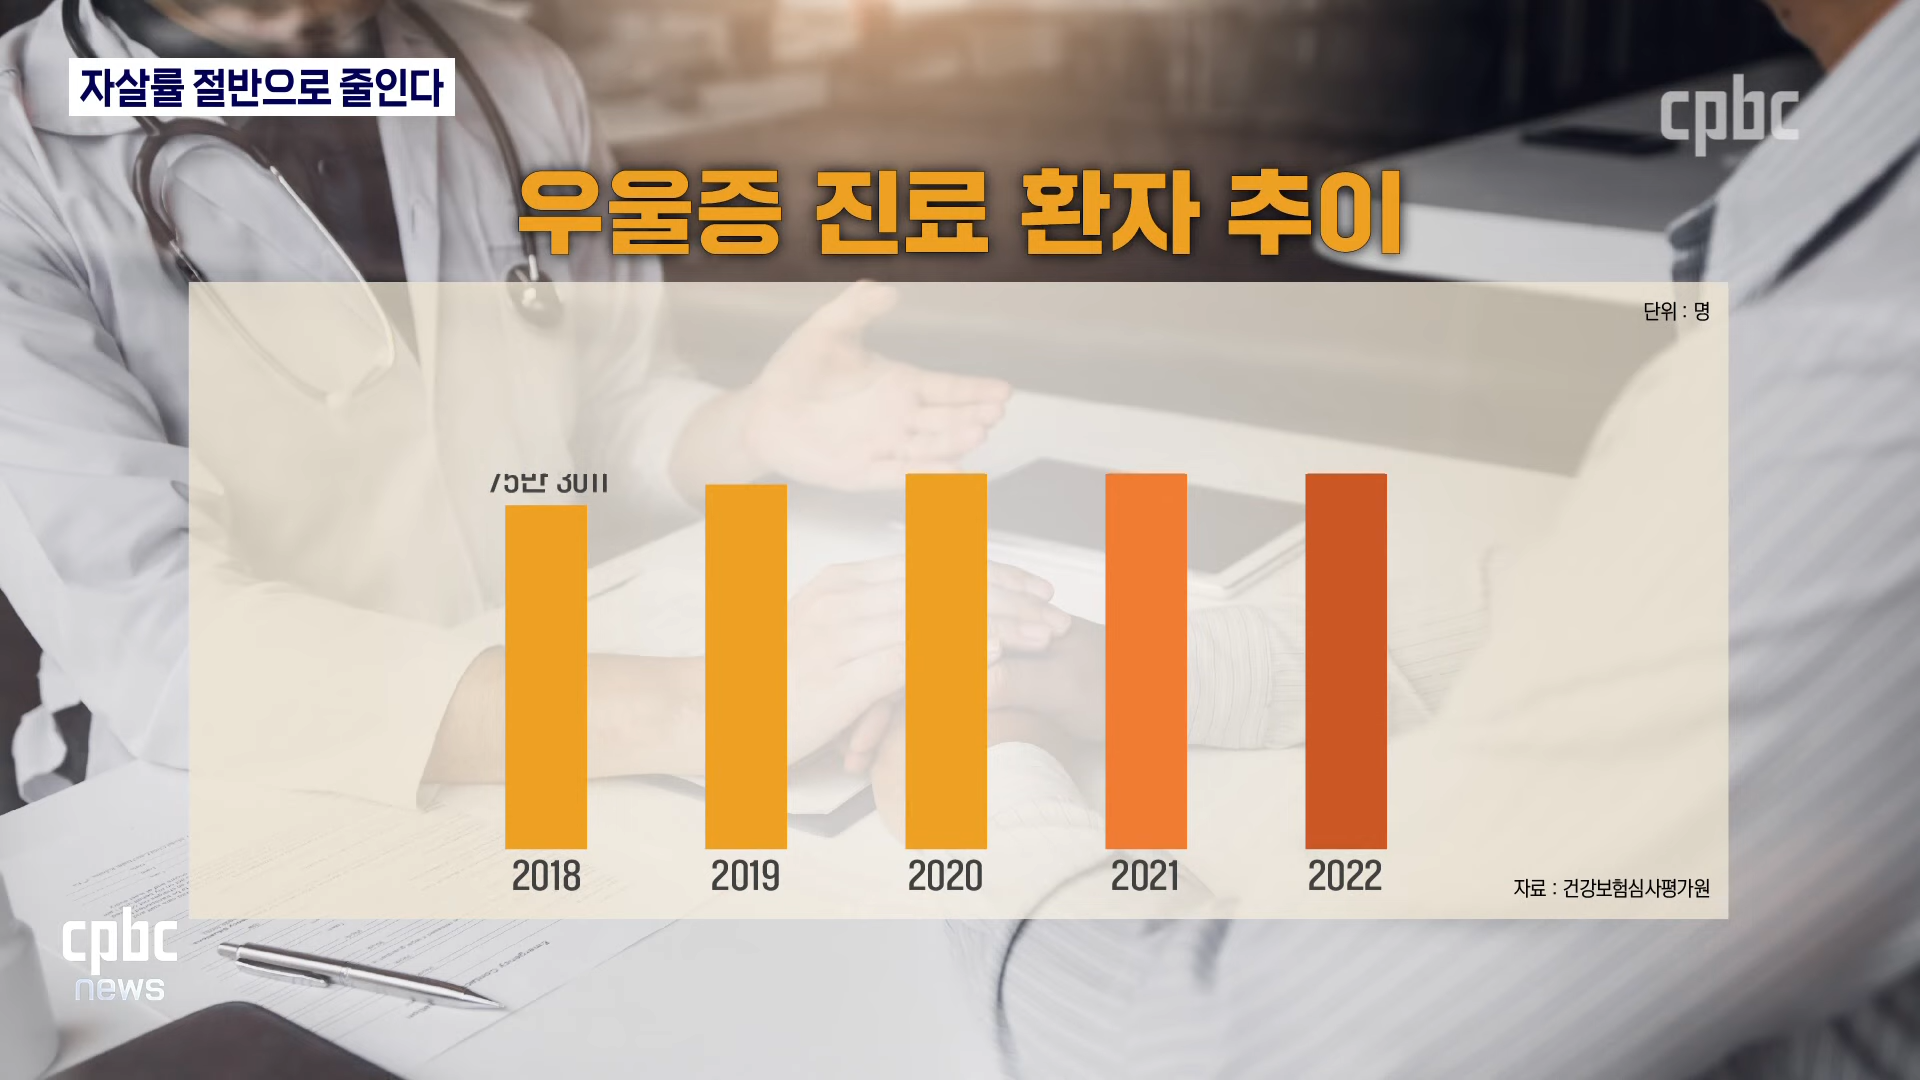 자살률 절반으로 줄인다
cpbc
우울증 진료 환자 추이
단위 : 명
2018
2019
2020
2021
2022
자료 : 건강보험심사평가원
cpbc
news